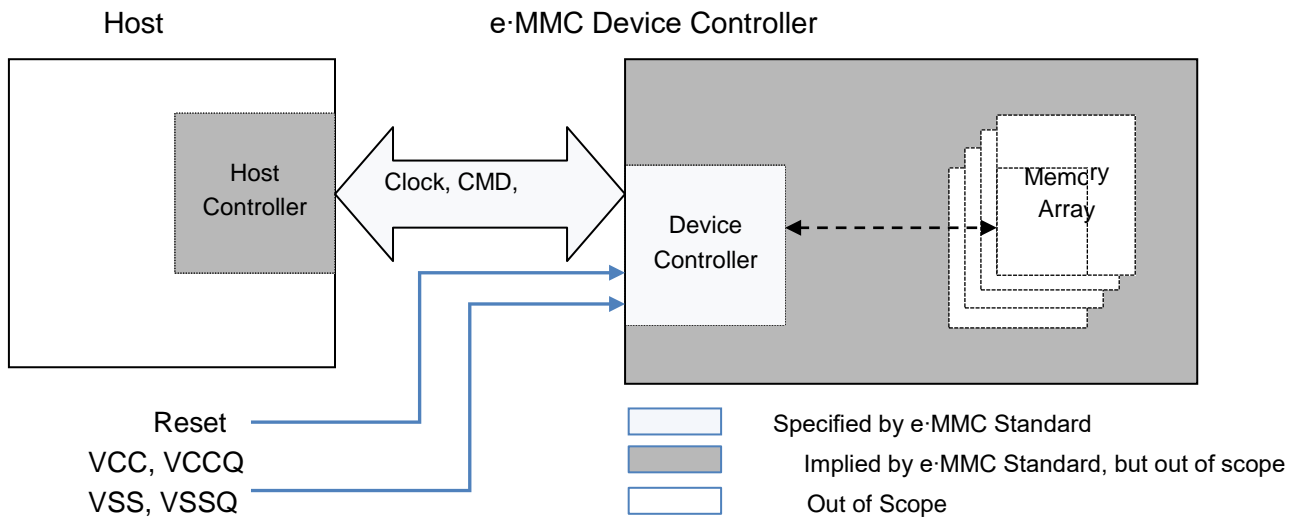 Host
e·MMC Device Controller
Host
Controller
Clock, CMD,
Device
Controller
Memory
Array
Reset
VCC, VCCQ
VSS, VSSQ
Specified by e·MMC Standard
Implied by e·MMC Standard, but out of scope
Out of Scope